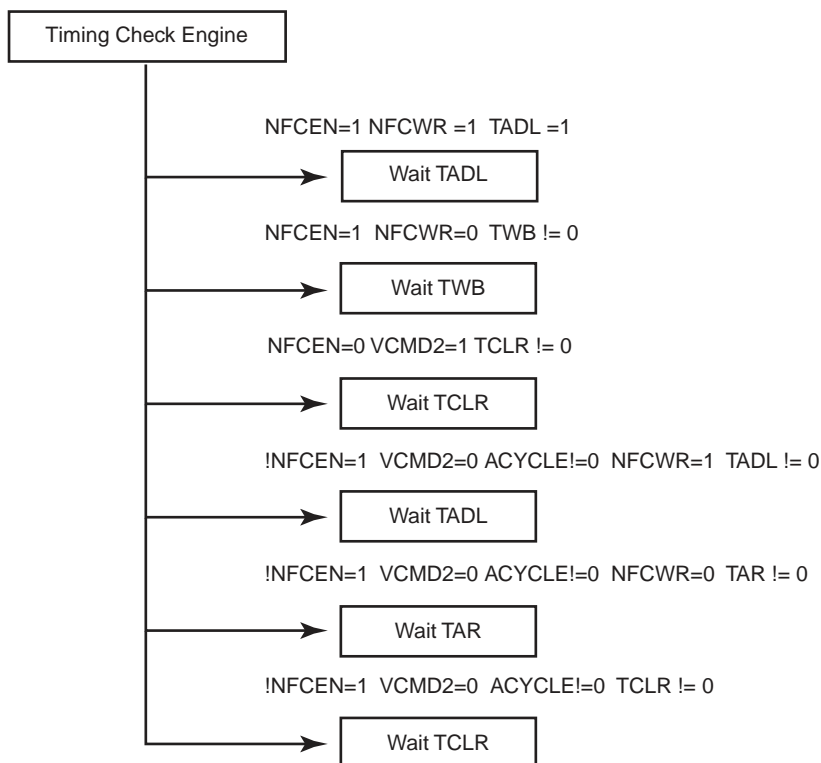 Timing Check Engine
NFCEN=1 NFCWR =1 TADL =1
Wait TADL
NFCEN=1 NFCWR=0 TWB != 0
Wait TWB
NFCEN=0 VCMD2=1 TCLR != 0
Wait TCLR
!NFCEN=1 VCMD2=0 ACYCLE!=0 NFCWR=1 TADL != 0
Wait TADL
!NFCEN=1 VCMD2=0 ACYCLE!=0 NFCWR=0 TAR != 0
Wait TAR
!NFCEN=1 VCMD2=0 ACYCLE!=0 TCLR != 0
Wait TCLR